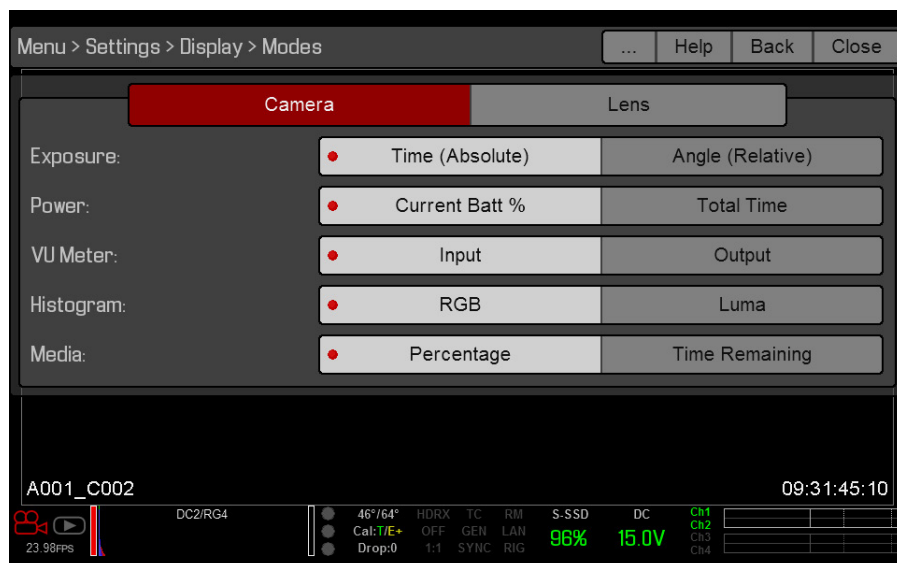 Menu > Settings > Display > Modes
... Help Back Close
Camera Lens
Exposure: Time (Absolute) Angle (Relative)
Power: Current Batt % Total Time
VU Meter: Input Output
Histogram: RGB Luma
Media: Percentage Time Remaining
A001_C002 09:31:45:10
DC2/RG4 46°/64° HDRX TC RM S-SSD DC Ch1
Cal:T/E+ OFF GEN LAN 96% 15.0V Ch2
23.98FPS Drop:0 1:1 SYNC RIG Ch3
Ch4